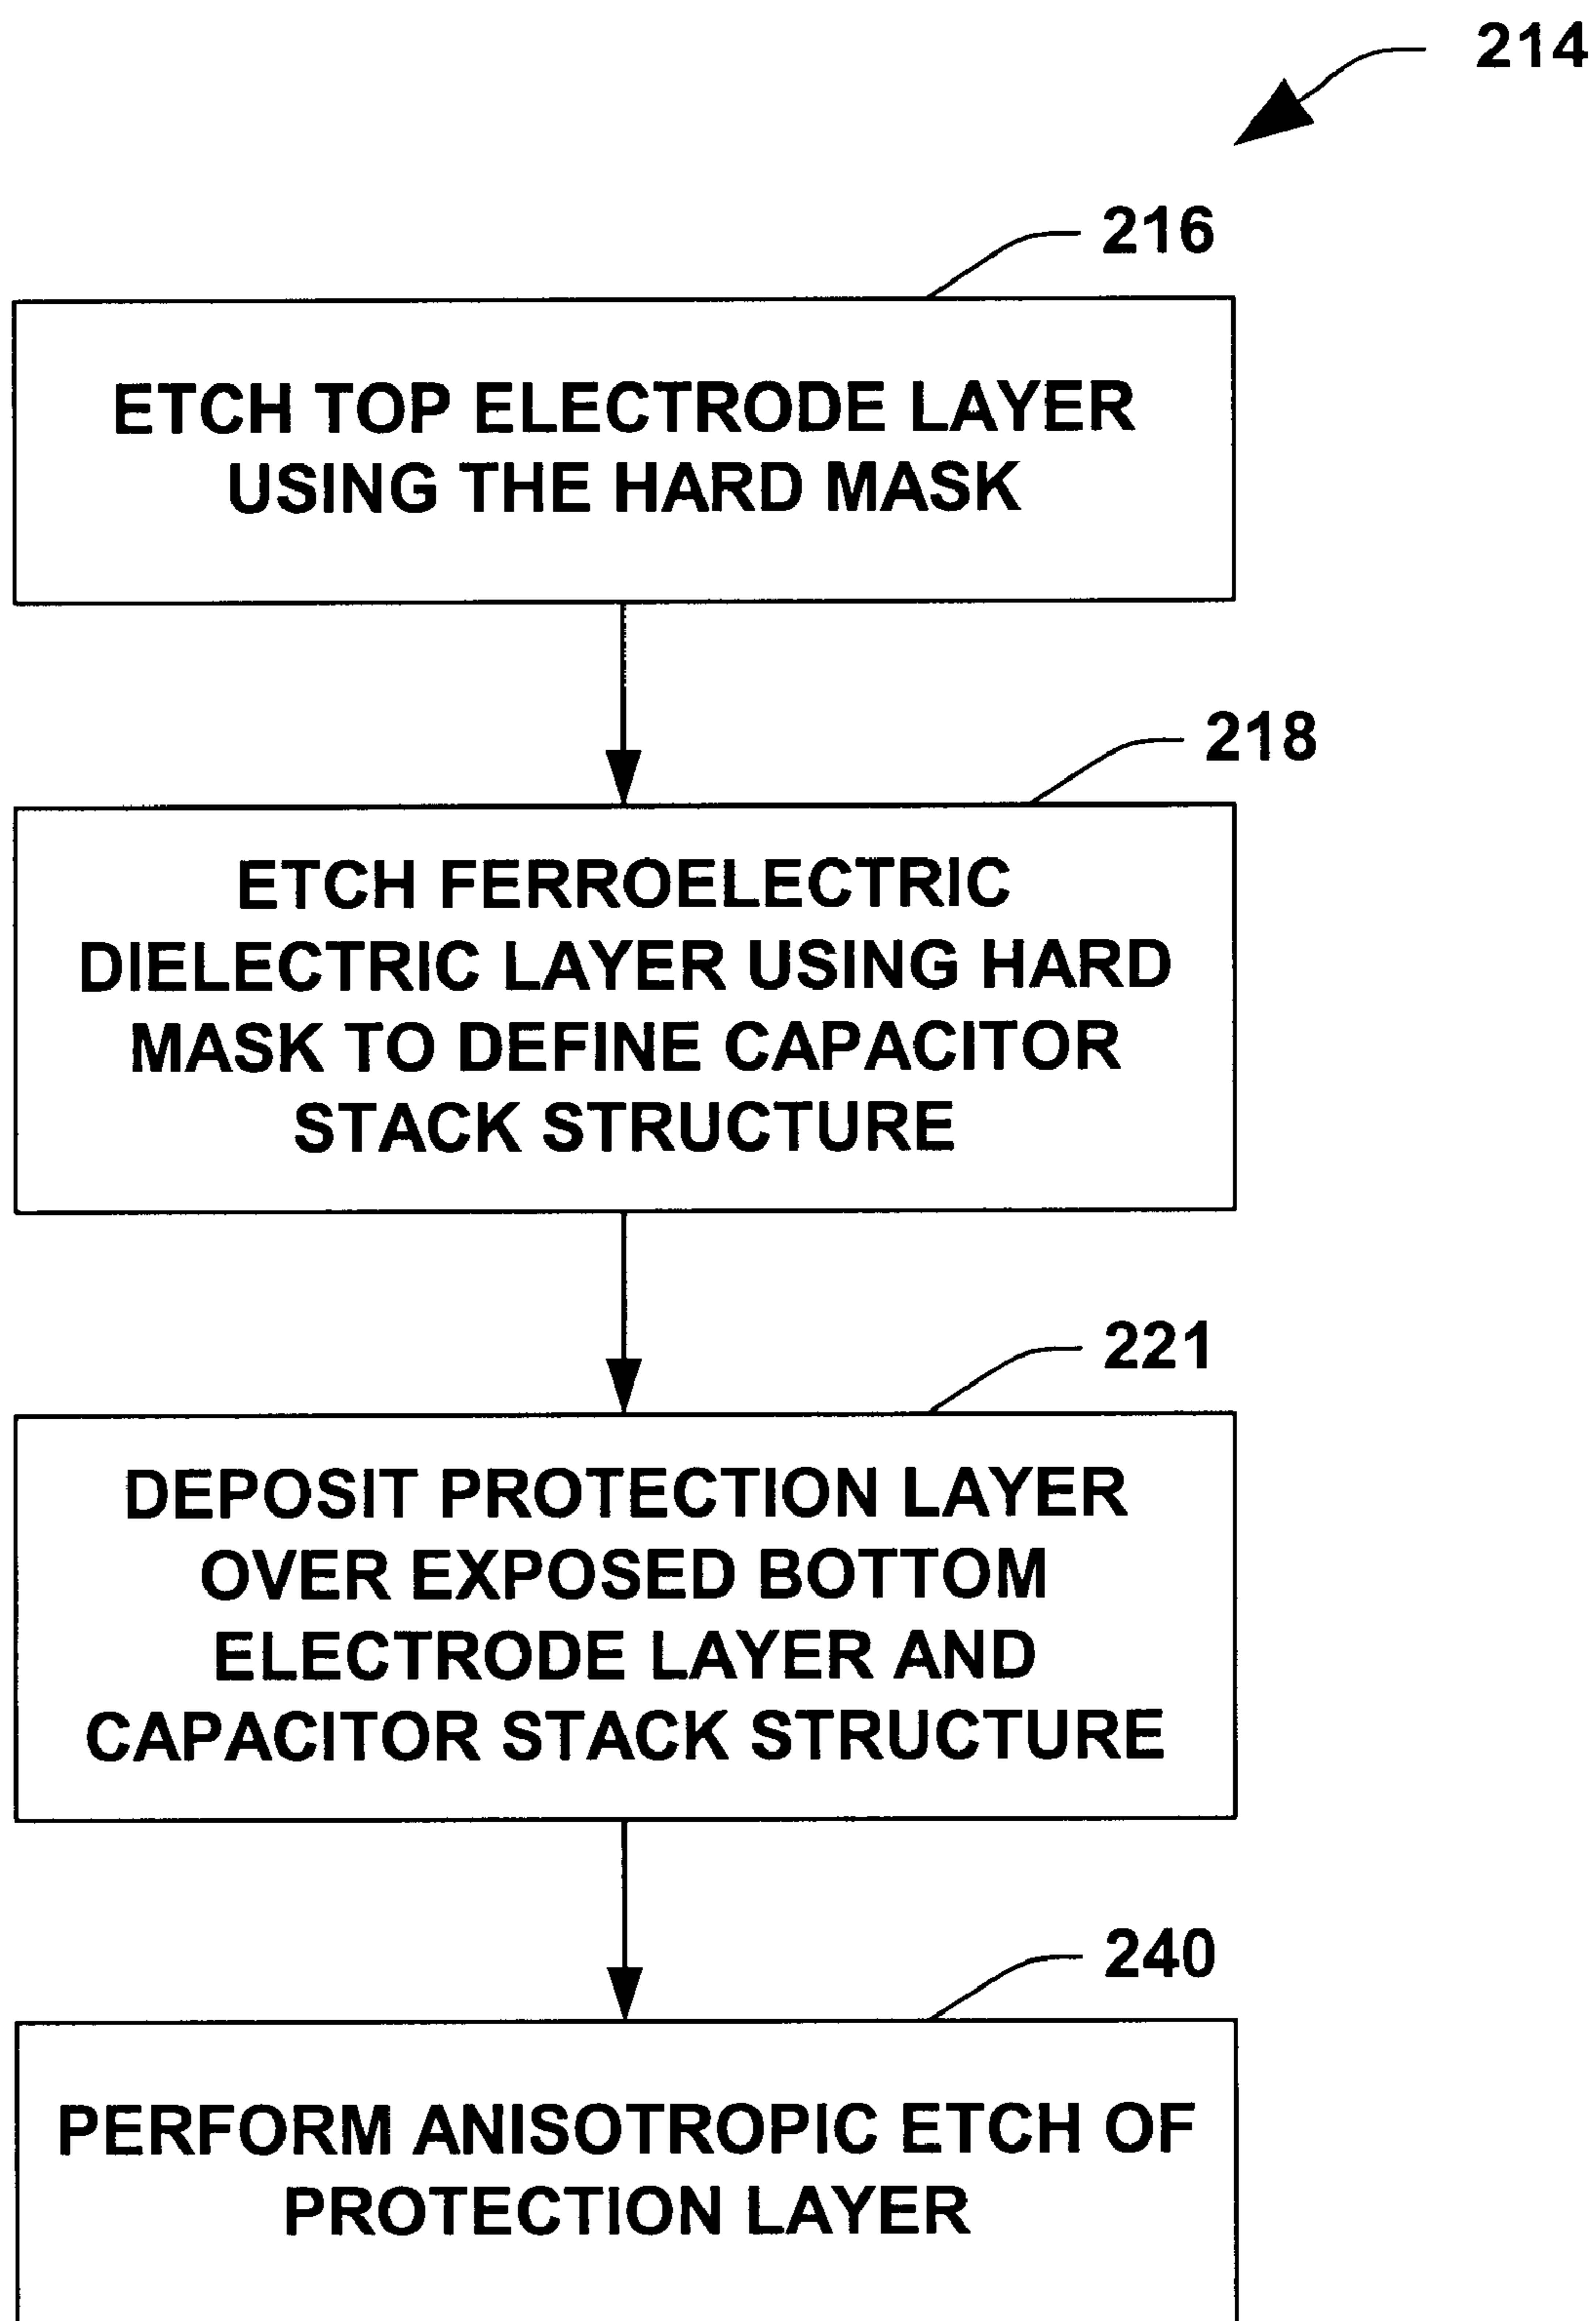 214
216
ETCH TOP ELECTRODE LAYER
USING THE HARD MASK
218
ETCH FERROELECTRIC
DIELECTRIC LAYER USING HARD
MASK TO DEFINE CAPACITOR
STACK STRUCTURE
221
DEPOSIT PROTECTION LAYER
OVER EXPOSED BOTTOM
ELECTRODE LAYER AND
CAPACITOR STACK STRUCTURE
240
PERFORM ANISOTROPIC ETCH OF
PROTECTION LAYER